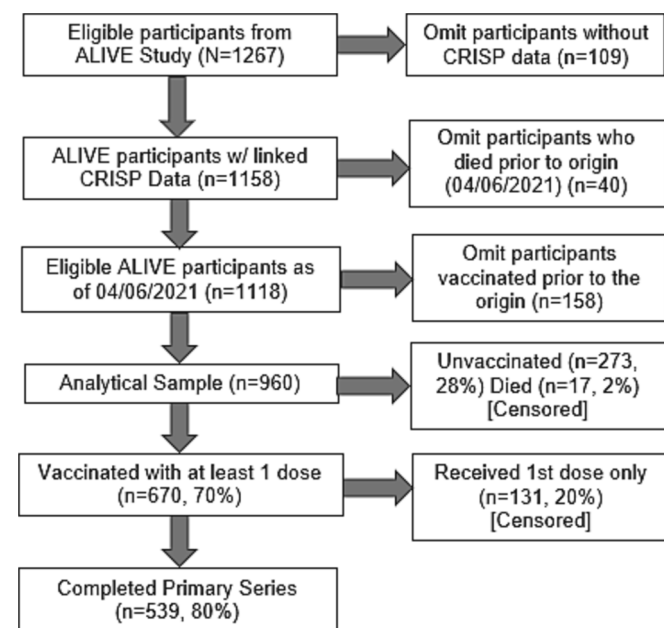 Eligible participants from
ALIVE Study (N=1267)
Omit participants without
CRISP data (n=109)
ALIVE participants w/ linked
CRISP Data (n=1158)
Omit participants who
died prior to origin
(04/06/2021) (n=40)
Eligible ALIVE participants as
of 04/06/2021 (n=1118)
Omit participants
vaccinated prior to the
origin (n=158)
Analytical Sample (n=960)
Unvaccinated (n=273,
28%) Died (n=17, 2%)
[Censored]
Vaccinated with at least 1 dose
(n=670, 70%)
Received 1st dose only
(n=131, 20%)
[Censored]
Completed Primary Series
(n=539, 80%)